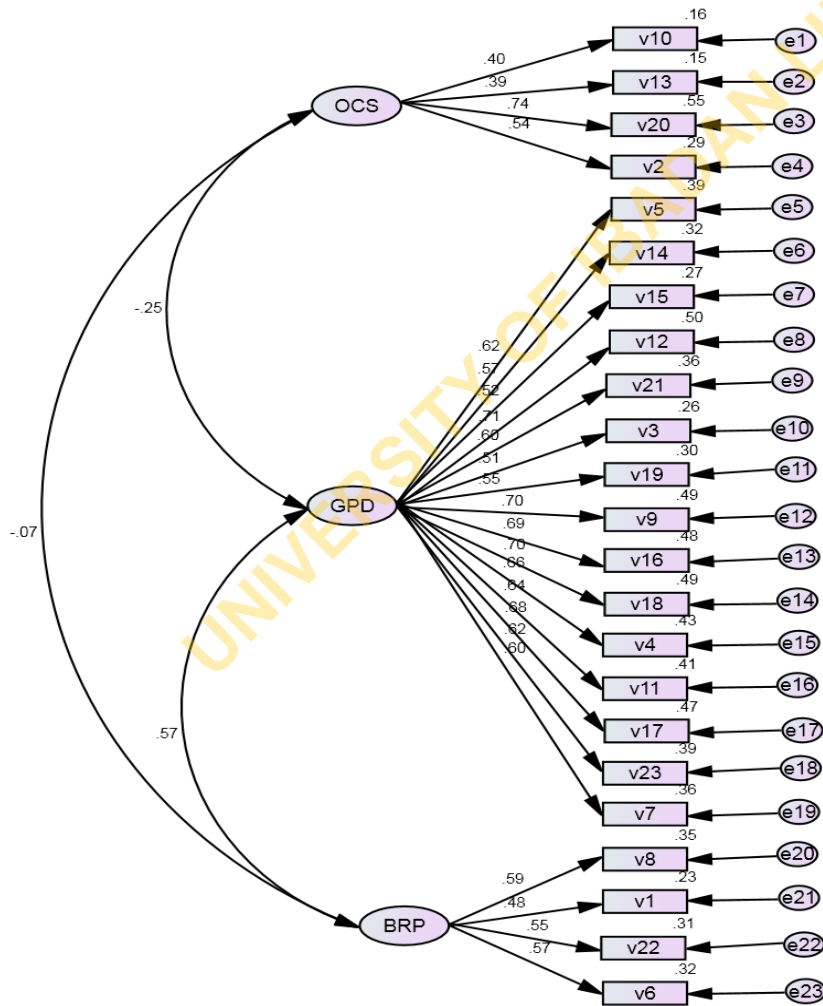 .16
v10
e1
.40
.15
.39
v13
e2
OCS
.74
.55
v20
e3
.54
.29
v2
e4
.39
v5
e5
.32
v14
e6
.27
-.25
v15
e7
.50
.62
v12
e8
.57
.36
.52
v21
e9
.71
.26
.60
v3
e10
.51
.30
.55
v19
e11
GPD
.70
.49
v9
e12
.69
.48
-.07
v16
e13
.70
.49
.66
v18
e14
.64
.43
.68
v4
e15
.62
.41
.60
v11
e16
.47
.57
v17
e17
.39
v23
e18
.36
v7
e19
.35
v8
e20
.59
.23
.48
v1
e21
BRP
.55
.31
.57
v22
e22
.32
v6
e23
UNIVERSITY OF IBADAN LI